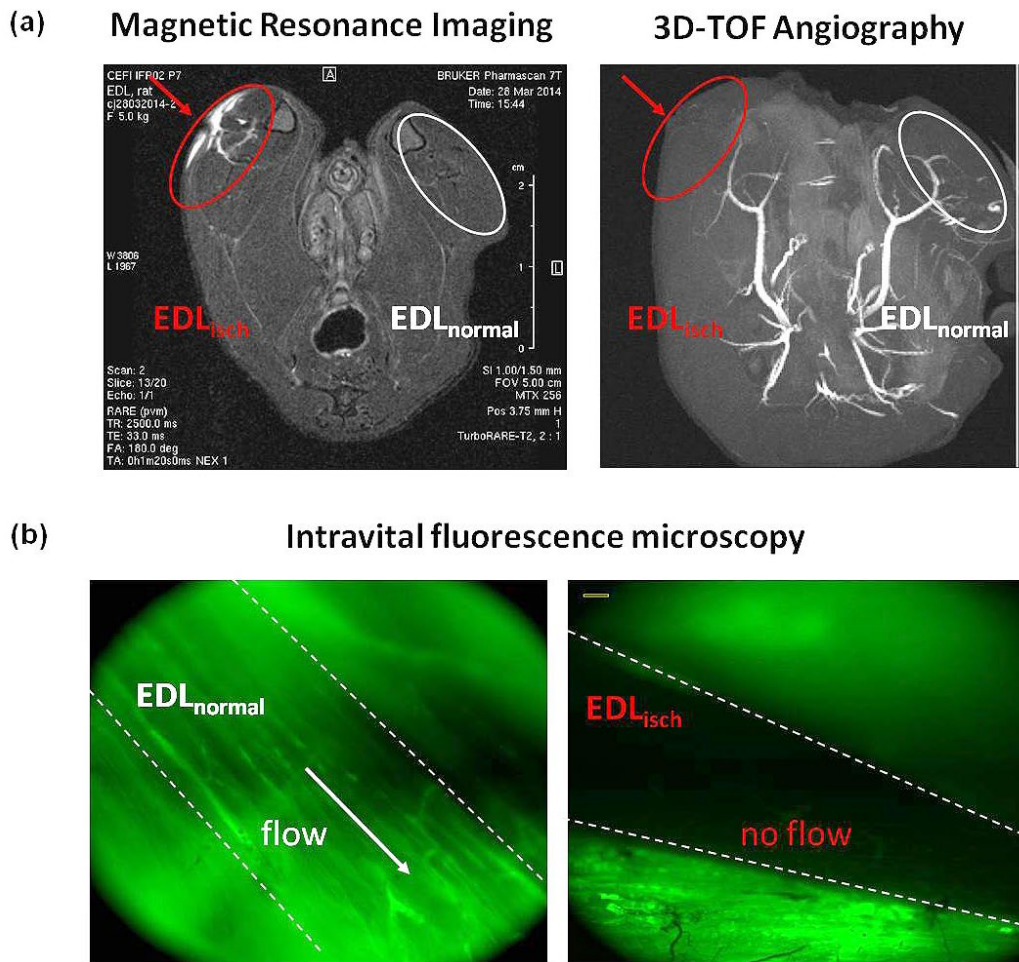 (a)
Magnetic Resonance Imaging
3D-TOF Angiography
CEFI IFR02 P7
EDL, rat
cj28032014-2
F 5.0 kg
A
BRUKER Pharmascan 7T
Date: 28 Mar 2014
Time: 15:44
cm
2
1
0
L
W 3806
L 1967
EDLisch
EDLnormal
Scan: 2
Slice: 13/20
Echo: 1/1
RARE (pvm)
TR: 2500.0 ms
TE: 33.0 ms
FA: 180.0 deg
TA: 0h1m20s0ms NEX 1
SI 1.00/1.50 mm
FOV 5.00 cm
MTX 256
Pos 3.75 mm H
1
TurboRARE-T2, 2 : 1
EDLisch
EDLnormal
(b)
Intravital fluorescence microscopy
EDLnormal
flow
EDLisch
no flow